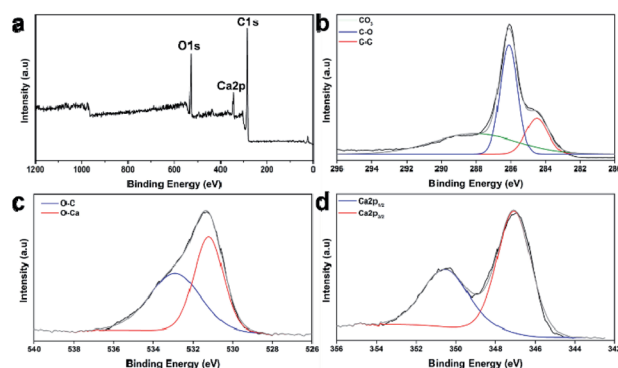 a
O1s
C1s
Ca2p
Intensity (a.u)
1200 1000 800 600 400 200 0
Binding Energy (eV)
b
CO3
C-O
C-C
Intensity (a.u)
296 294 292 290 288 286 284 282 280
Binding Energy (eV)
c
O-C
O-Ca
Intensity (a.u)
540 538 536 534 532 530 528 526
Binding Energy (eV)
d
Ca2p1/2
Ca2p3/2
Intensity (a.u)
356 354 352 350 348 346 344 342
Binding Energy (eV)